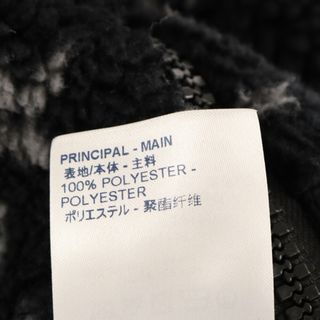 PRINCIPAL - MAIN
表地/本体 - 主料
100% POLYESTER -
POLYESTER
ポリエステル - 聚酯纤维